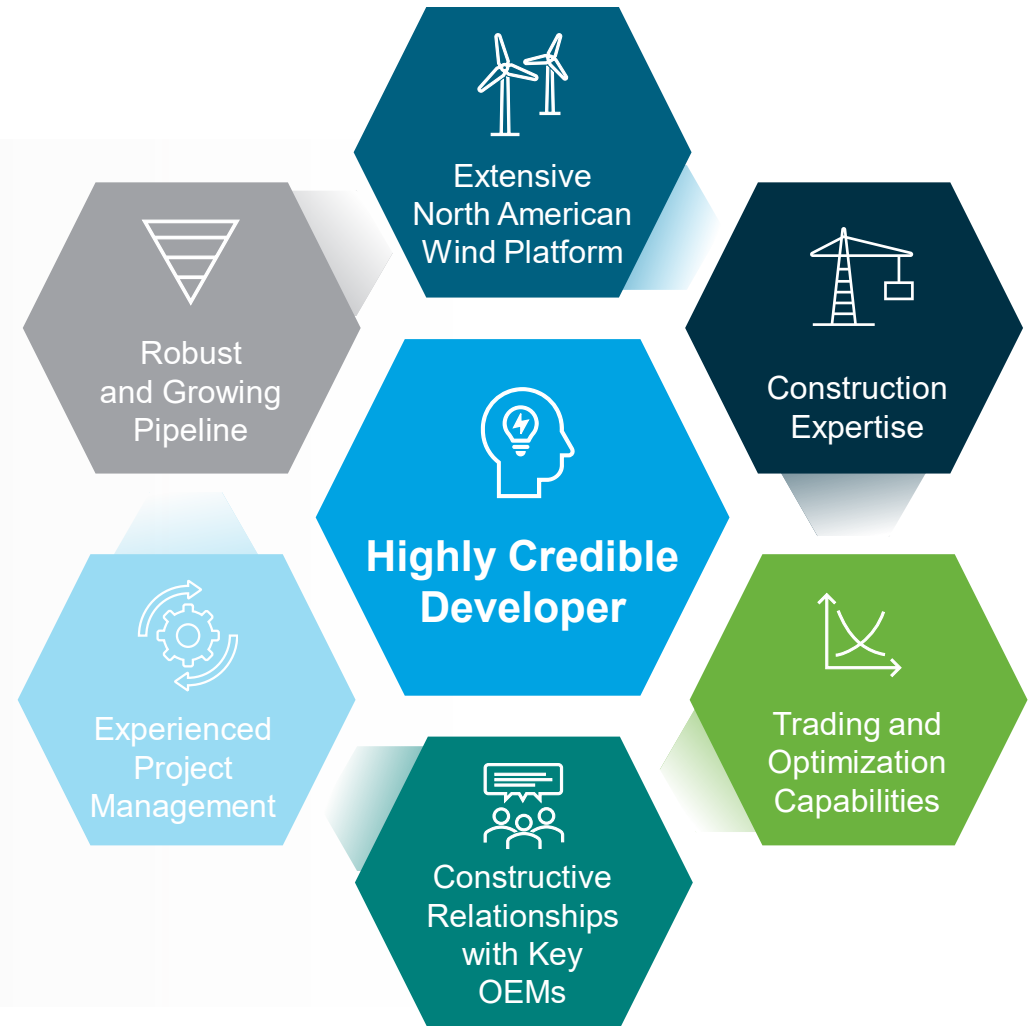 Extensive
North American
Wind Platform
Robust
and Growing
Pipeline
Construction
Expertise
Highly Credible
Developer
Experienced
Project
Management
Trading and
Optimization
Capabilities
Constructive
Relationships
with Key
OEMs